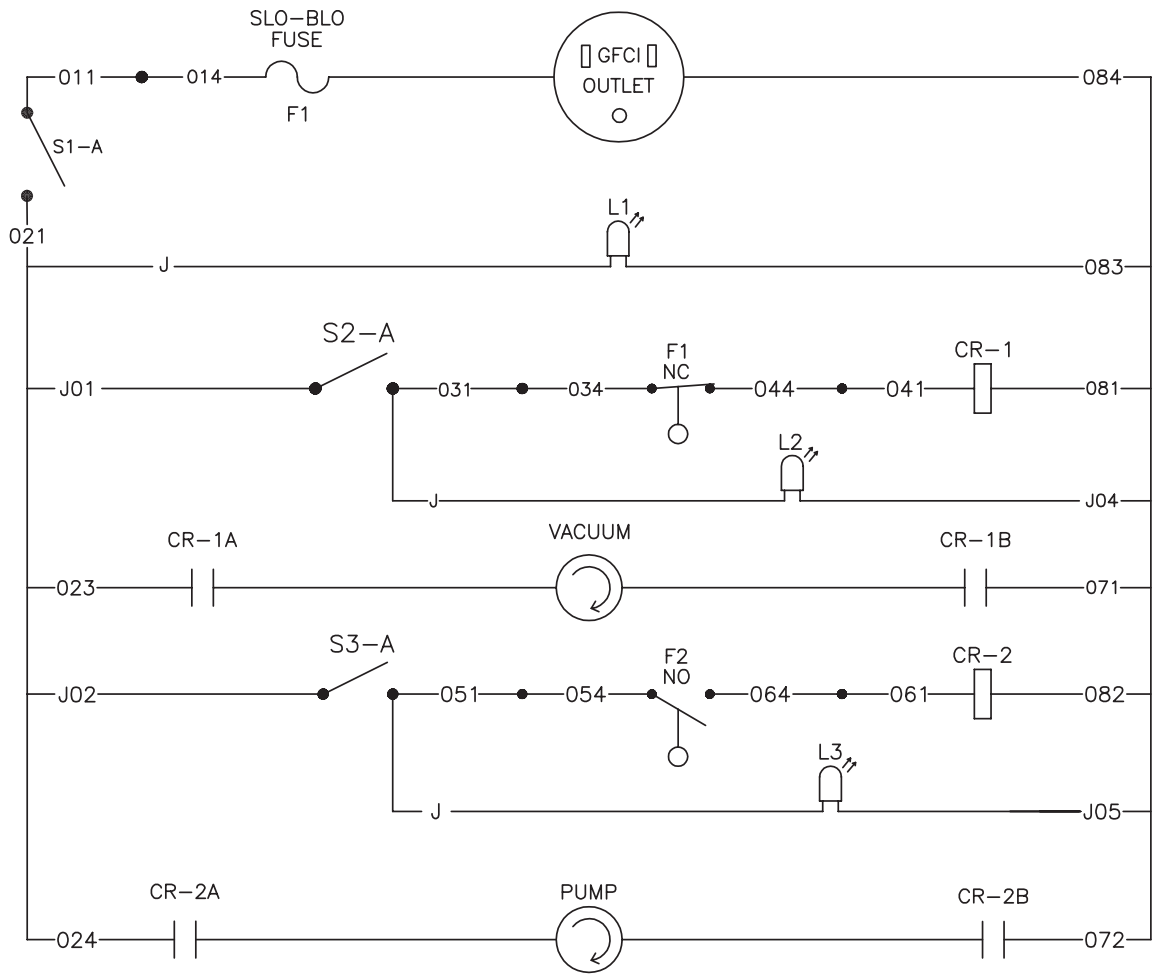 SLO-BLO
FUSE
011
014
F1
GFCI
OUTLET
084
S1-A
021
J
L1
083
S2-A
J01
031
034
F1
NC
044
041
CR-1
081
J
L2
J04
CR-1A
VACUUM
CR-1B
023
071
S3-A
J02
051
054
F2
NO
064
061
CR-2
082
J
L3
J05
CR-2A
PUMP
CR-2B
024
072